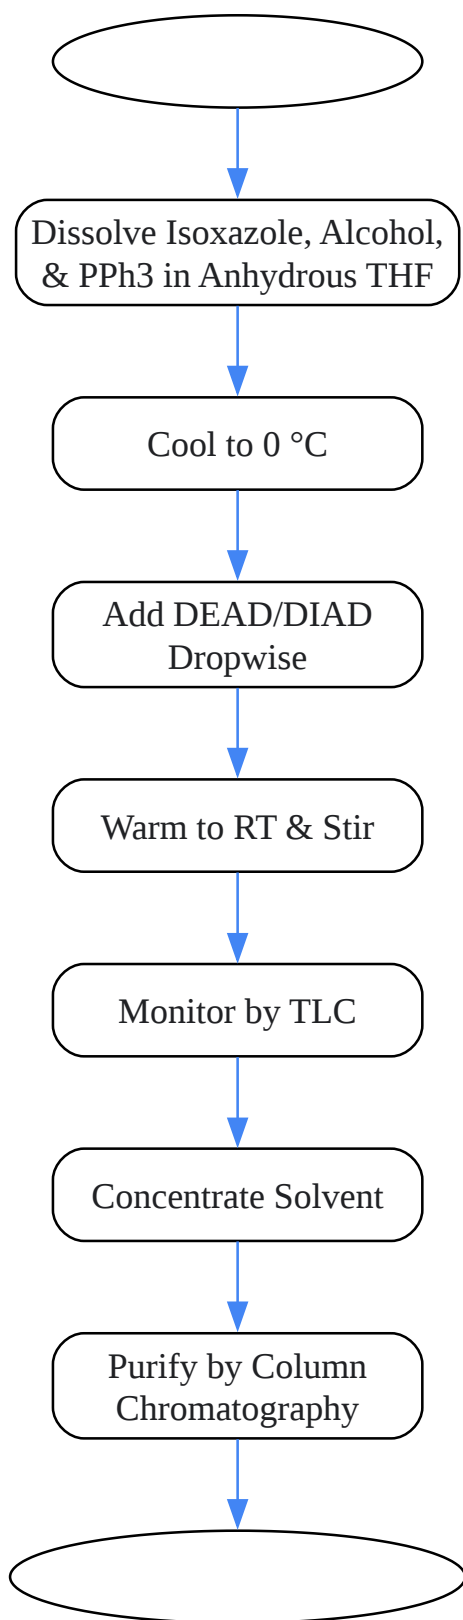 Dissolve Isoxazole, Alcohol,
& PPh3 in Anhydrous THF
Cool to 0 °C
Add DEAD/DIAD
Dropwise
Warm to RT & Stir
Monitor by TLC
Concentrate Solvent
Purify by Column
Chromatography